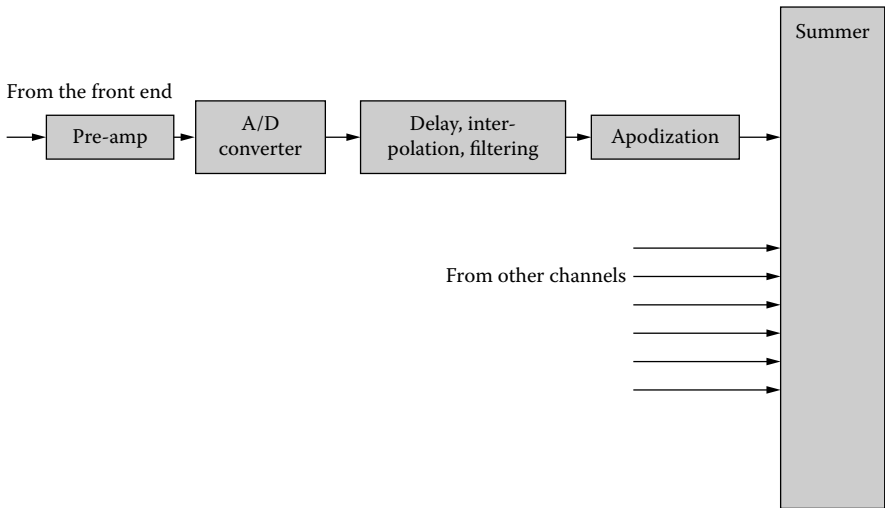 Summer
From the front end
Pre-amp
A/D
converter
Delay, inter-
polation, filtering
Apodization
From other channels